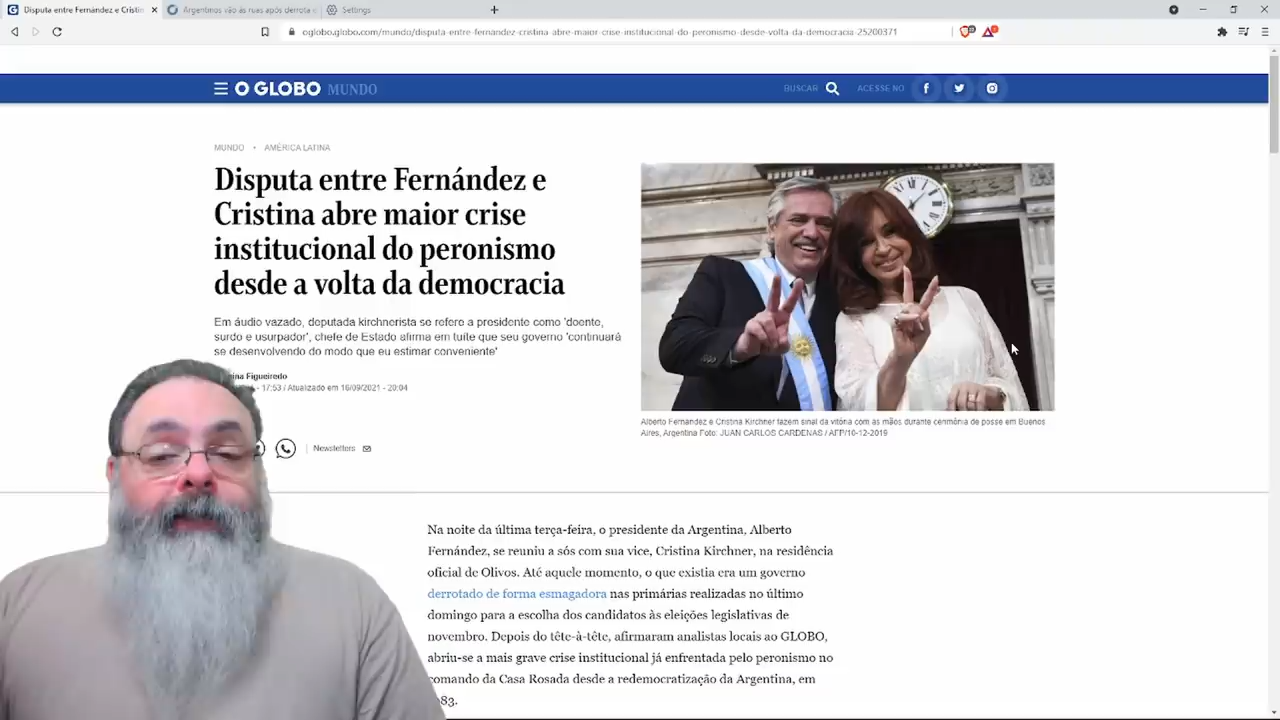 Disputa entre Fernández e Cristin
Argentinos vão às ruas após derrota e
Settings
oglobo.globo.com/mundo/disputa-entre-fernandez-cristina-abre-maior-crise-institucional-do-peronismo-desde-volta-da-democracia-25200371
O GLOBO MUNDO
BUSCAR
ACESSE NO
MUNDO • AMÉRICA LATINA
Disputa entre Fernández e
Cristina abre maior crise
institucional do peronismo
desde a volta da democracia
Em áudio vazado, deputada kirchnerista se refere a presidente como 'doente,
surdo e usurpador', chefe de Estado afirma em tuíte que seu governo 'continuará
se desenvolvendo do modo que eu estimar conveniente'
Figueiredo
- 17:53 / Atualizado em 16/09/2021 - 20:04
Newsletters
Alberto Fernández e Cristina Kirchner fazem sinal da vitória com as mãos durante cerimônia de posse em Buenos
Aires, Argentina Foto: JUAN CARLOS CARDENAS / AFP/10-12-2019
Na noite da última terça-feira, o presidente da Argentina, Alberto
Fernández, se reuniu a sós com sua vice, Cristina Kirchner, na residência
oficial de Olivos. Até aquele momento, o que existia era um governo
derrotado de forma esmagadora nas primárias realizadas no último
domingo para a escolha dos candidatos às eleições legislativas de
novembro. Depois do tête-à-tête, afirmaram analistas locais ao GLOBO,
abriu-se a mais grave crise institucional já enfrentada pelo peronismo no
comando da Casa Rosada desde a redemocratização da Argentina, em
83.